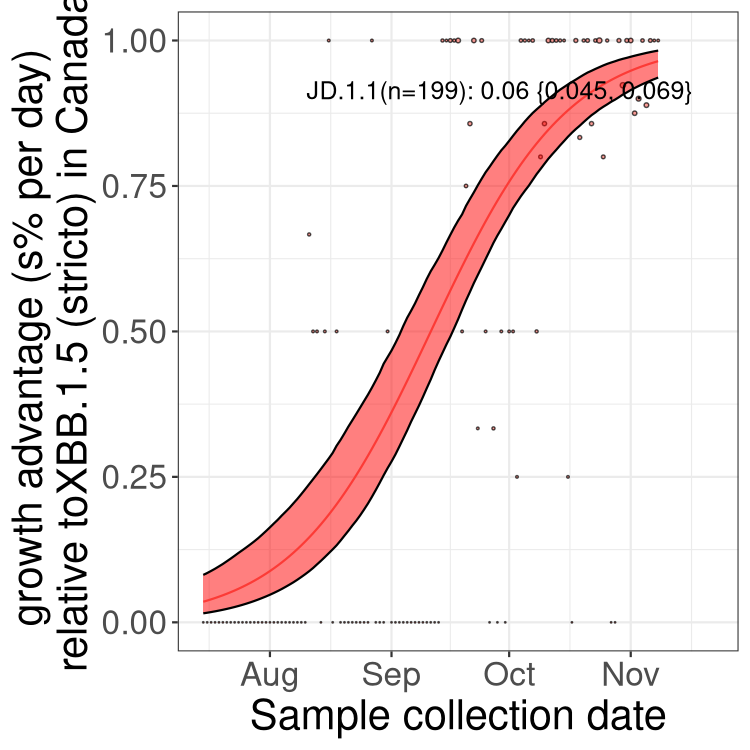 growth advantage (s% per day)
relative toXBB.1.5 (stricto) in Canada
1.00
0.75
0.50
0.25
0.00
JD.1.1(n=199): 0.06 {0.045, 0.069}
Aug Sep Oct Nov
Sample collection date